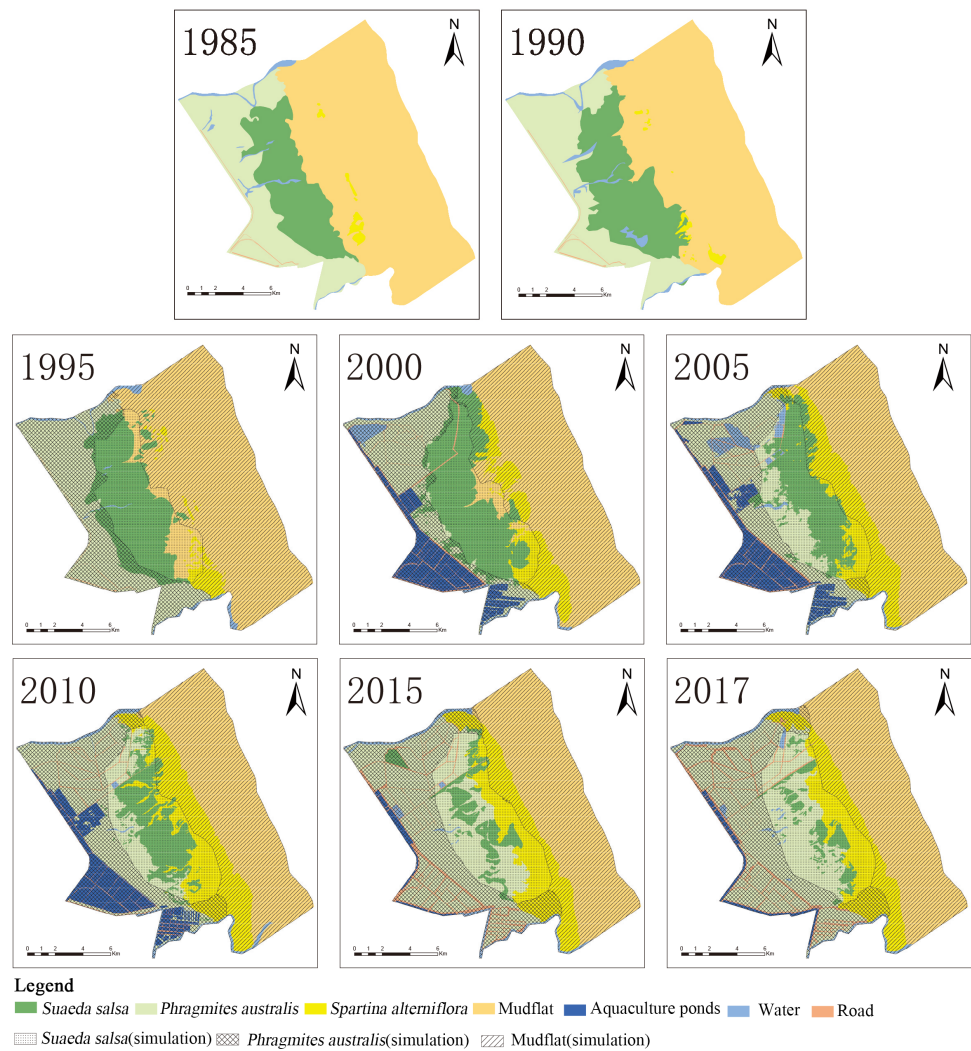 1985
N
0 1 2 4 6
Km
1990
N
0 1 2 4 6
Km
1995
N
0 1 2 4 6
Km
2000
N
0 1 2 4 6
Km
2005
N
0 1 2 4 6
Km
2010
N
0 1 2 4 6
Km
2015
N
0 1 2 4 6
Km
2017
N
0 1 2 4 6
Km
Legend
Suaeda salsa Phragmites australis Spartina alterniflora Mudflat Aquaculture ponds Water Road
Suaeda salsa(simulation) Phragmites australis(simulation) Mudflat(simulation)